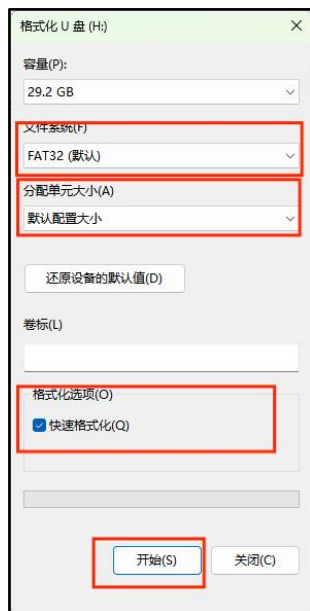 格式化 U 盘 (H:)
容量(P):
29.2 GB
文件系统(F)
FAT32 (默认)
分配单元大小(A)
默认配置大小
还原设备的默认值(D)
卷标(L)
格式化选项(O)
快速格式化(Q)
开始(S)
关闭(C)